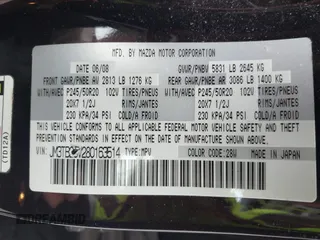 MFD. BY MAZDA MOTOR CORPORATION
DATE 06/08 GVWR/PNBV 5831 LB 2645 KG
FRONT GAWR/PNBE AV 2813 LB 1276 KG REAR GAWR/PNBE AR 3086 LB 1400 KG
WITH/AVEC P245/50R20 102V TIRES/PNEUS WITH/AVEC P245/50R20 102V TIRES/PNEUS
20X7 1/2J RIMS/JANTES 20X7 1/2J RIMS/JANTES
230 KPA/34 PSI COLD/A FROID 230 KPA/34 PSI COLD/A FROID
THIS VEHICLE CONFORMS TO ALL APPLICABLE FEDERAL MOTOR VEHICLE SAFETY, BUMPER, AND THEFT PREVENTION STANDARDS IN EFFECT ON THE
DATE OF MANUFACTURE SHOWN ABOVE.
TYPE:MPV
COLOR CODE:28W MADE IN JAPAN
(TD12A)